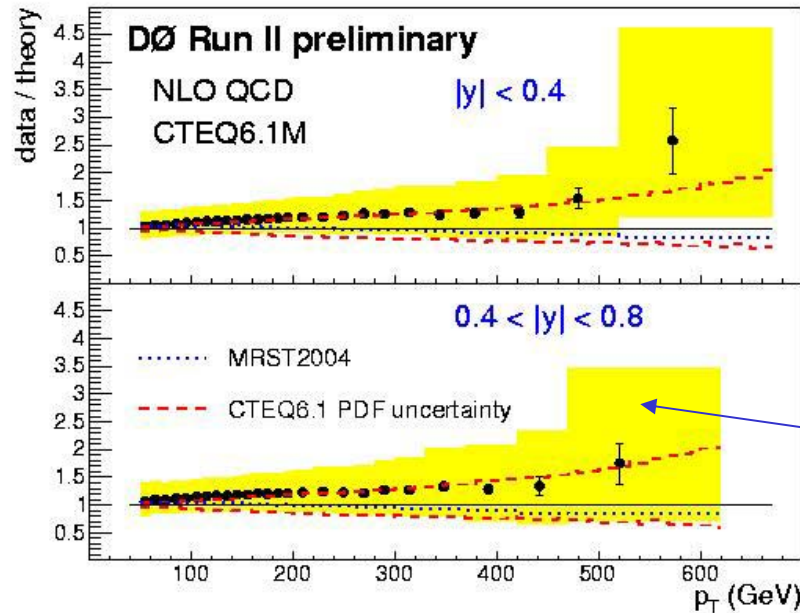 DØ Run II preliminary
NLO QCD
|y| < 0.4
CTEQ6.1M
data / theory
4.5
4
3.5
3
2.5
2
1.5
1
0.5
0.4 < |y| < 0.8
MRST2004
CTEQ6.1 PDF uncertainty
4.5
4
3.5
3
2.5
2
1.5
1
0.5
100 200 300 400 500 600
p_T (GeV)